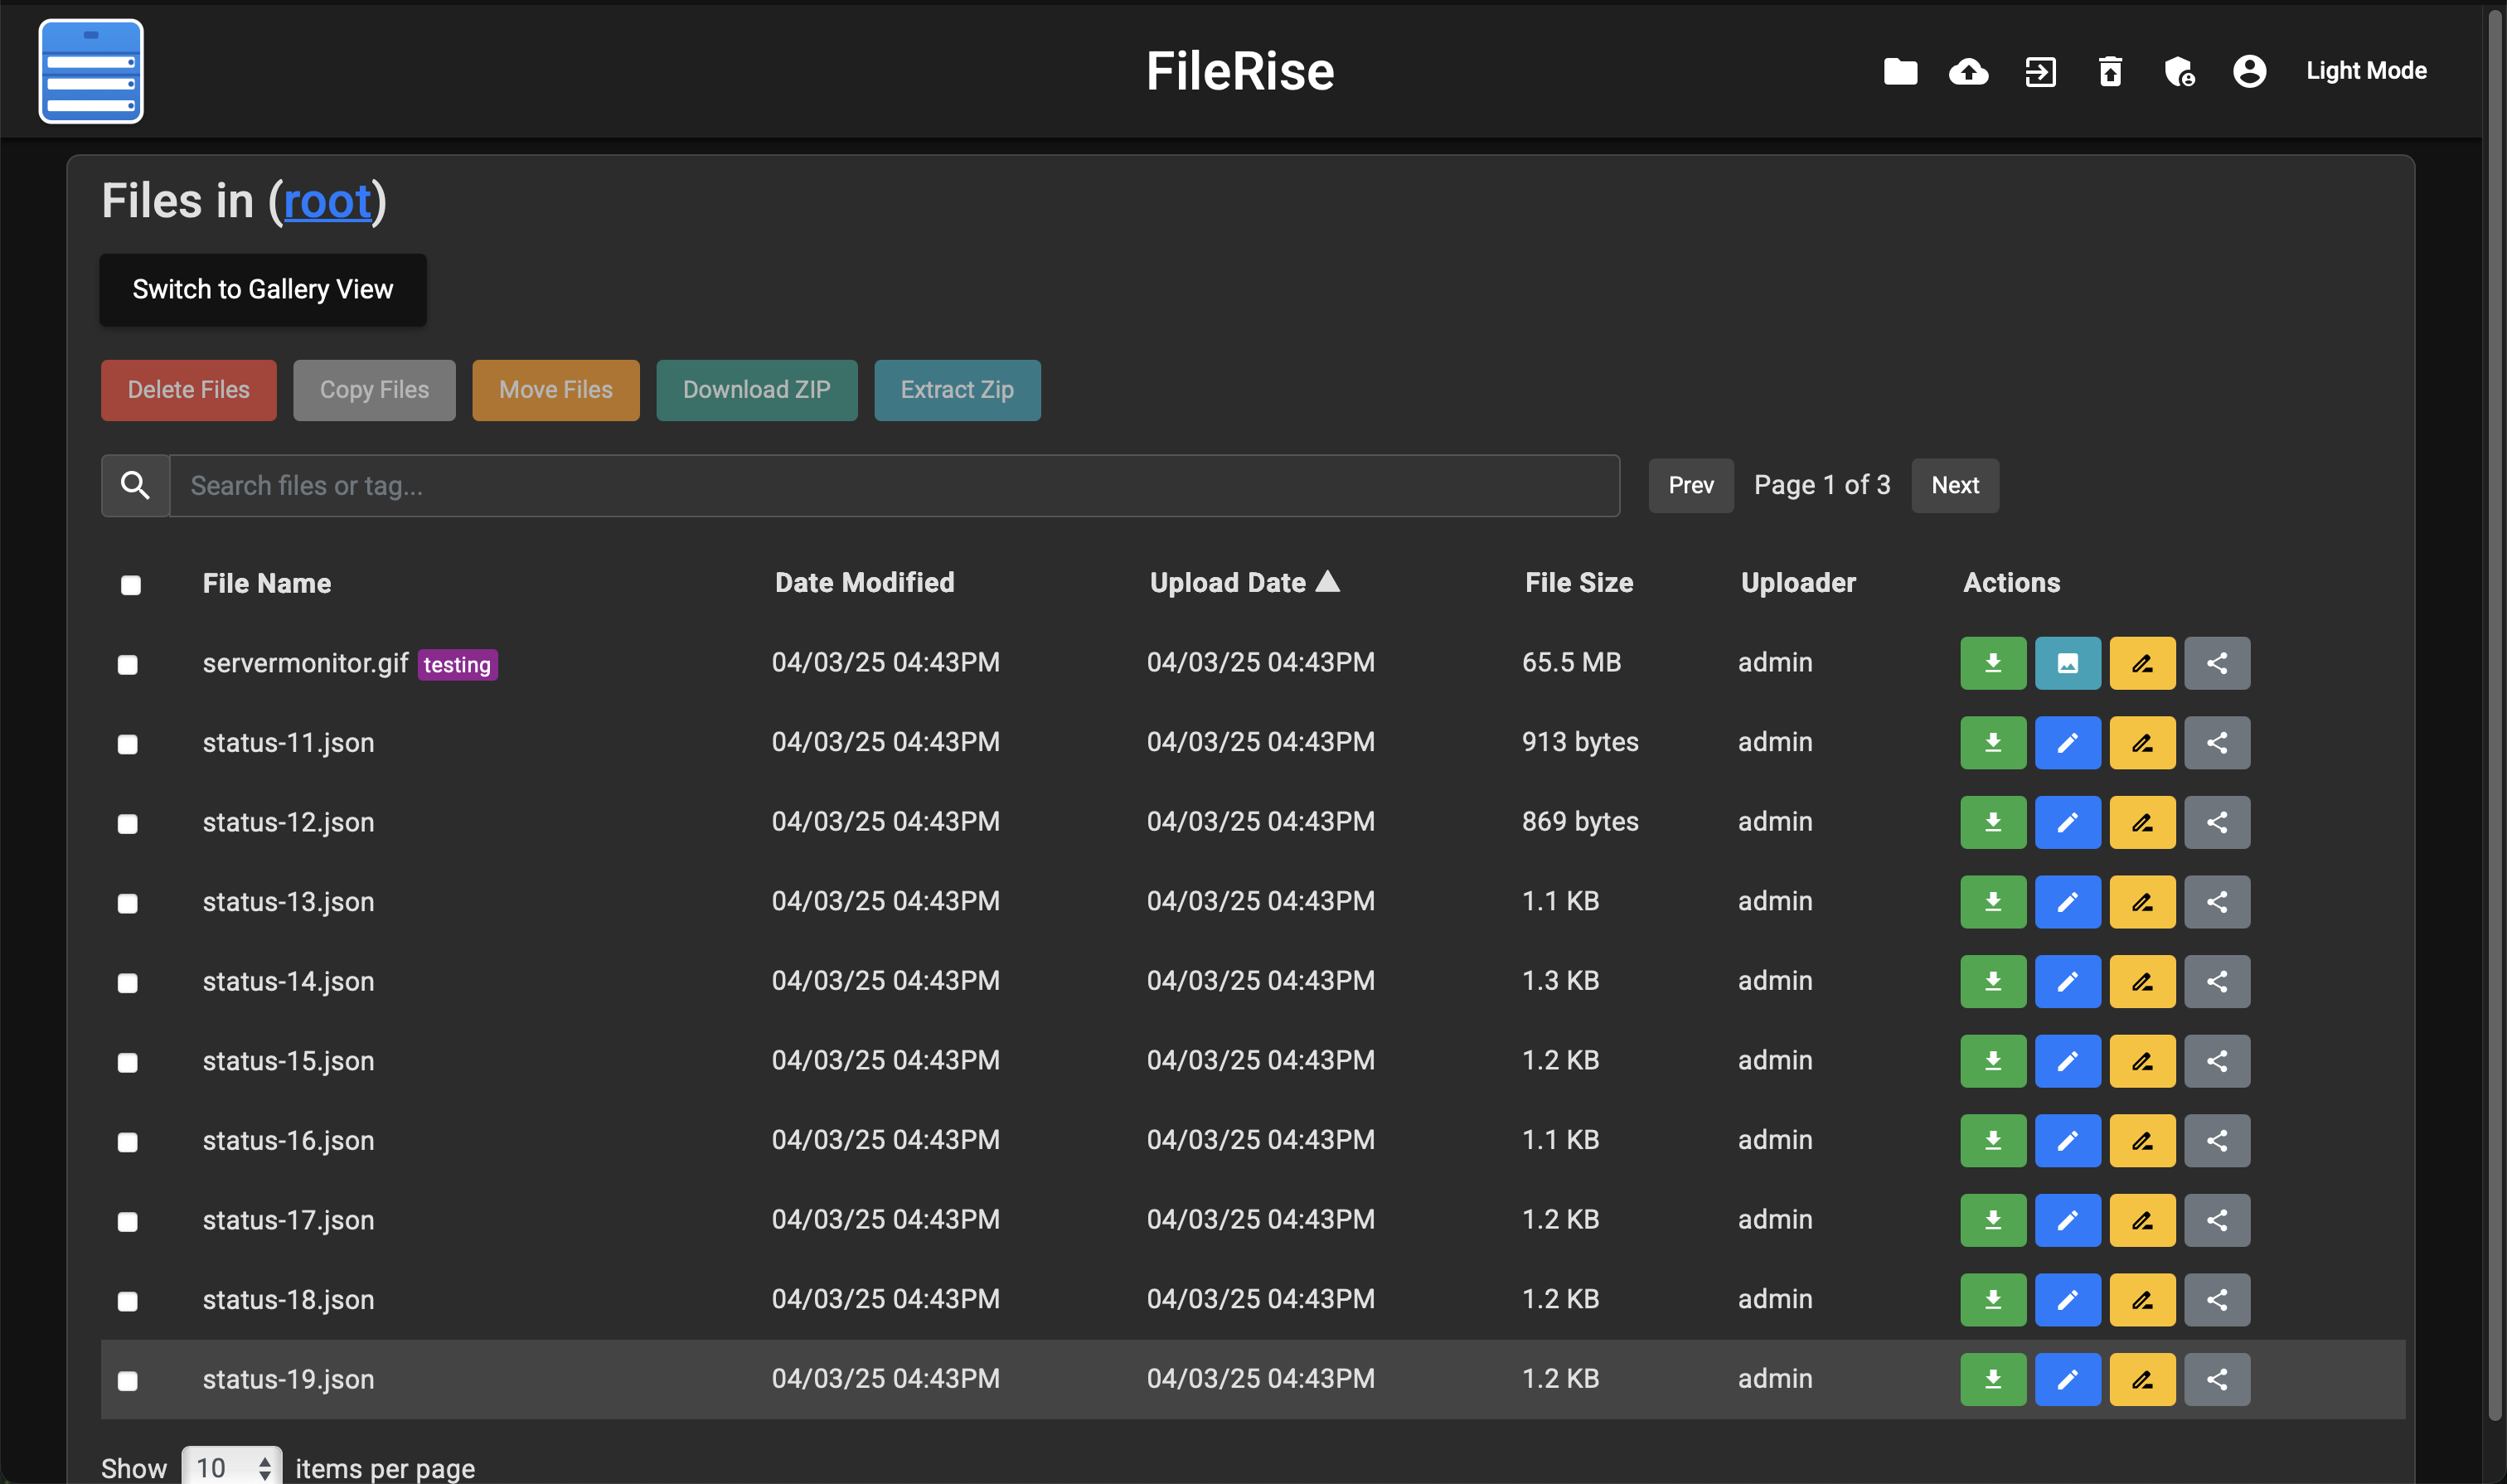 FileRise
Light Mode
Files in (root)
Switch to Gallery View
Delete Files Copy Files Move Files Download ZIP Extract Zip
Search files or tag... Prev Page 1 of 3 Next
File Name Date Modified Upload Date ▲ File Size Uploader Actions
servermonitor.gif testing 04/03/25 04:43PM 04/03/25 04:43PM 65.5 MB admin
status-11.json 04/03/25 04:43PM 04/03/25 04:43PM 913 bytes admin
status-12.json 04/03/25 04:43PM 04/03/25 04:43PM 869 bytes admin
status-13.json 04/03/25 04:43PM 04/03/25 04:43PM 1.1 KB admin
status-14.json 04/03/25 04:43PM 04/03/25 04:43PM 1.3 KB admin
status-15.json 04/03/25 04:43PM 04/03/25 04:43PM 1.2 KB admin
status-16.json 04/03/25 04:43PM 04/03/25 04:43PM 1.1 KB admin
status-17.json 04/03/25 04:43PM 04/03/25 04:43PM 1.2 KB admin
status-18.json 04/03/25 04:43PM 04/03/25 04:43PM 1.2 KB admin
status-19.json 04/03/25 04:43PM 04/03/25 04:43PM 1.2 KB admin
Show 10 items per page